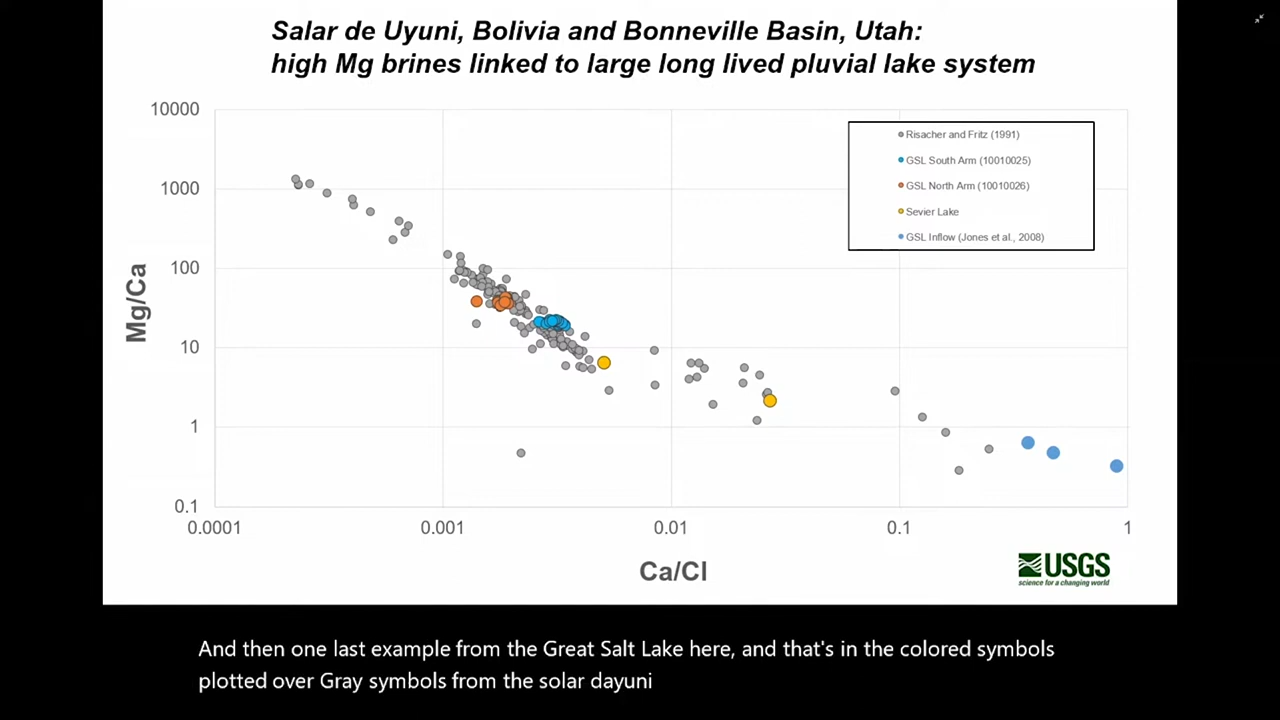 Salar de Uyuni, Bolivia and Bonneville Basin, Utah:
high Mg brines linked to large long lived pluvial lake system
10000
1000
100
10
1
0.1
Mg/Ca
Risacher and Fritz (1991)
GSL South Arm (10010025)
GSL North Arm (10010026)
Sevier Lake
GSL Inflow (Jones et al., 2008)
0.0001 0.001 0.01 0.1 1
Ca/Cl
USGS
science for a changing world
And then one last example from the Great Salt Lake here, and that's in the colored symbols
plotted over Gray symbols from the solar dayuni